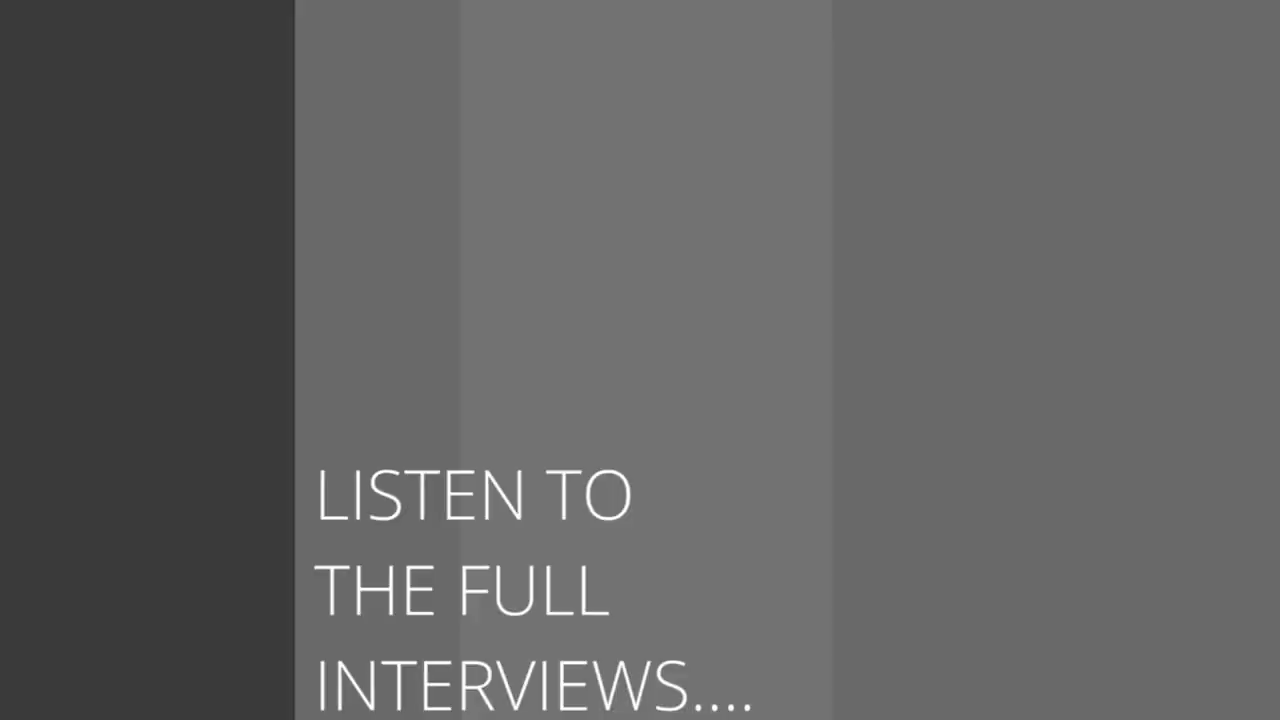 LISTEN TO
THE FULL
INTERVIEWS....